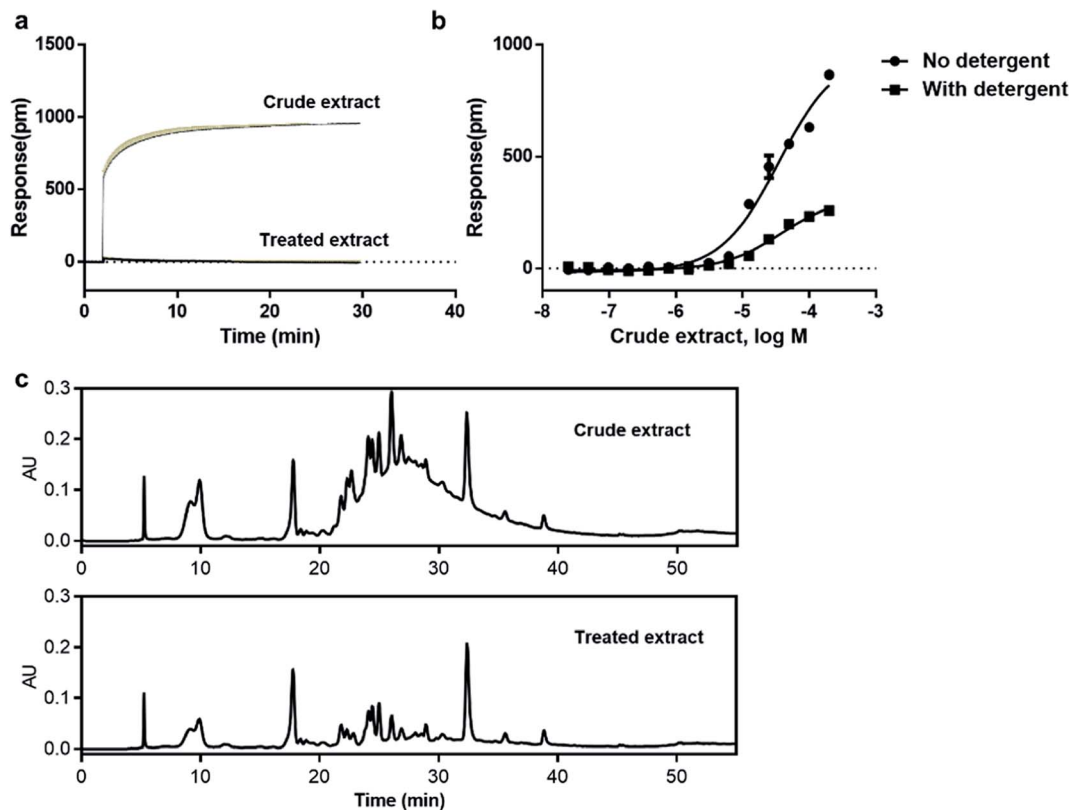 a
1500
1000
500
0
Response(pm)
Crude extract
Treated extract
0 10 20 30 40
Time (min)
b
1000
500
0
Response(pm)
No detergent
With detergent
-8 -7 -6 -5 -4 -3
Crude extract, log M
c
0.3
0.2
0.1
0.0
AU
Crude extract
0 10 20 30 40 50
0.3
0.2
0.1
0.0
AU
Treated extract
0 10 20 30 40 50
Time (min)